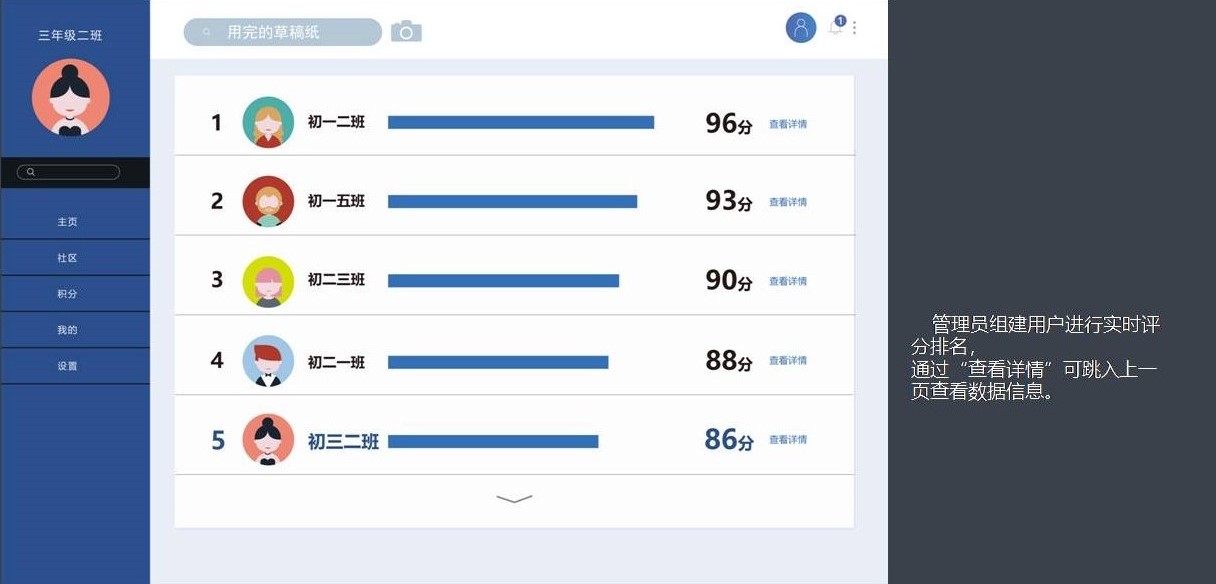 三年级二班
用完的草稿纸
1
主页
社区
积分
我的
设置
1 初一二班 96分 查看详情
2 初一五班 93分 查看详情
3 初二三班 90分 查看详情
4 初二一班 88分 查看详情
5 初三二班 86分 查看详情
管理员组建用户进行实时评
分排名，
通过“查看详情”可跳入上一
页查看数据信息。